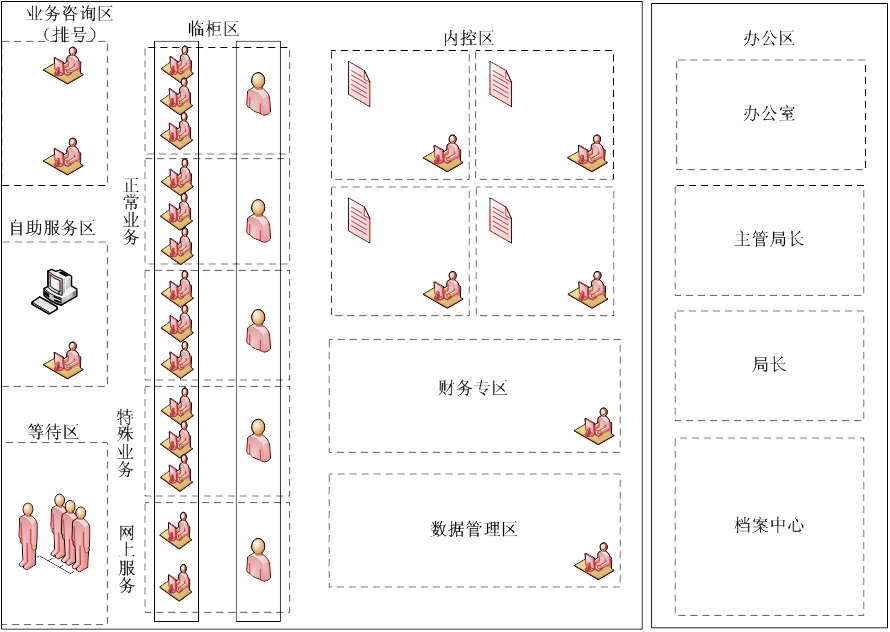 业务咨询区
（排号）
临柜区
内控区
办公区
办公室
正常业务
自助服务区
主管局长
局长
财务专区
特殊业务
等待区
网上服务
数据管理区
档案中心